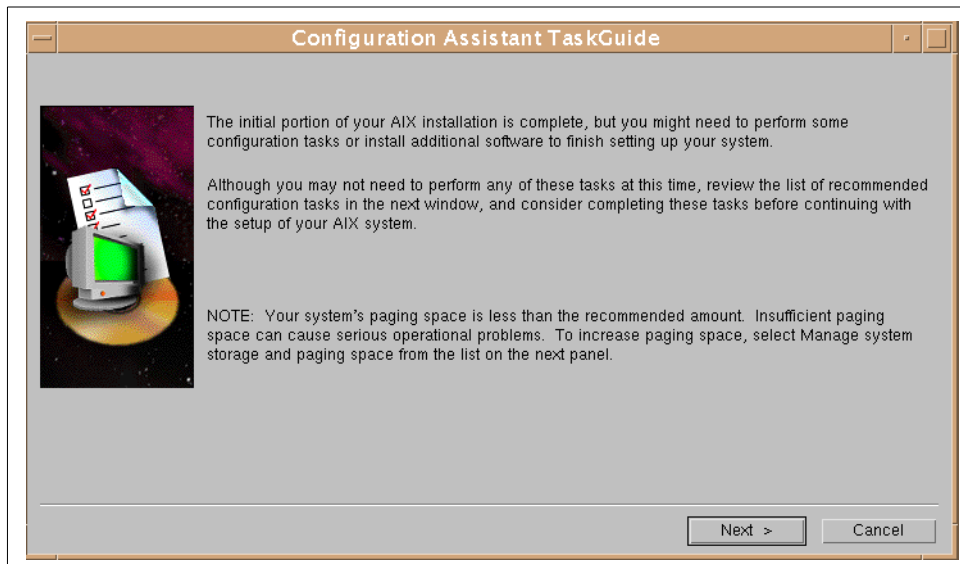 Configuration Assistant TaskGuide
The initial portion of your AIX installation is complete, but you might need to perform some
configuration tasks or install additional software to finish setting up your system.
Although you may not need to perform any of these tasks at this time, review the list of recommended
configuration tasks in the next window, and consider completing these tasks before continuing with
the setup of your AIX system.
NOTE:  Your system's paging space is less than the recommended amount.  Insufficient paging
space can cause serious operational problems.  To increase paging space, select Manage system
storage and paging space from the list on the next panel.
Next >
Cancel